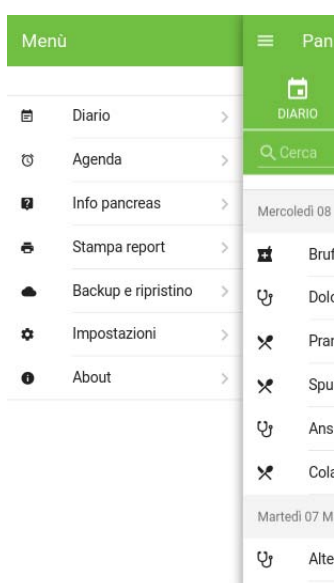 Menù
Diario
Agenda
Info pancreas
Stampa report
Backup e ripristino
Impostazioni
About
Pan
DIARIO
Cerca
Mercoledì 08
Bruf
Dolo
Pran
Spu
Ans
Cola
Martedì 07 M
Alte